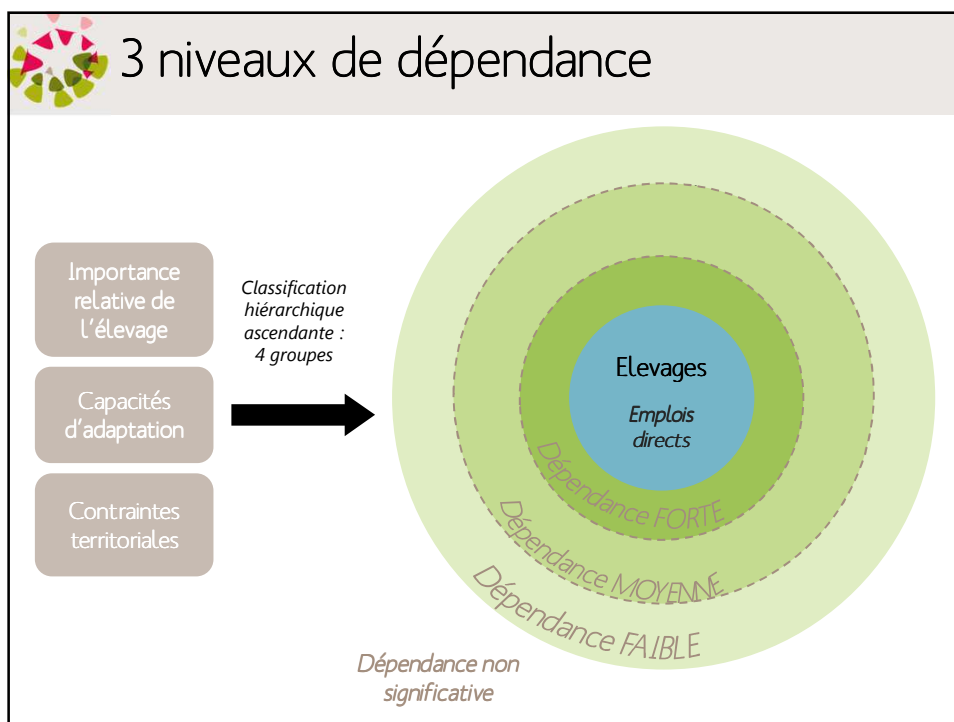 3 niveaux de dépendance
Importance
relative de
l'élevage
Capacités
d'adaptation
Contraintes
territoriales
Classification
hiérarchique
ascendante :
4 groupes
Elevages
Emplois
directs
Dépendance FORTE
Dépendance MOYENNE
Dépendance FAIBLE
Dépendance non
significative